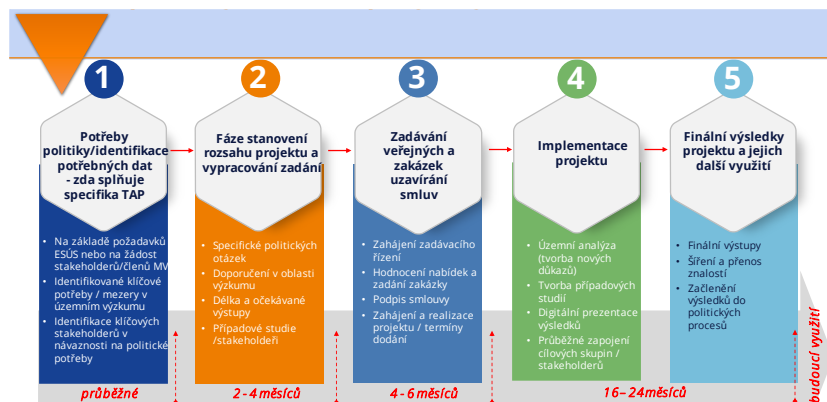 1
Potřeby
politiky/identifikace
potřebných dat
- zda splňuje
specifika TAP
• Na základě požadavků
ESÚS nebo na žádost
stakeholderů/členů MV
• Identifikované klíčové
potřeby / mezery v
územním výzkumu
• Identifikace klíčových
stakeholderů v
návaznosti na politické
potřeby
průběžné
2
Fáze stanovení
rozsahu projektu a
vypracování zadání
• Specifické politických
otázek
• Doporučení v oblasti
výzkumu
• Délka a očekávané
výstupy
• Případové studie
/stakehodeři
2 - 4 měsíců
3
Zadávání
veřejných a
zakázek
uzavírání
smluv
• Zahájení zadávacího
řízení
• Hodnocení nabídek a
zadání zakázky
• Podpis smlouvy
• Zahájení a realizace
projektu / termíny
dodání
4 - 6 měsíců
4
Implementace
projektu
• Územní analýza
(tvorba nových
důkazů)
• Tvorba případových
studií
• Digitální prezentace
výsledků
• Průběžné zapojení
cílových skupin /
stakeholderů
16– 24měsíců
5
Finální výsledky
projektu a jejich
další využití
• Finální výstupy
• Šíření a přenos
znalostí
• Začlenění
výsledků do
politických
procesů
budoucí využití